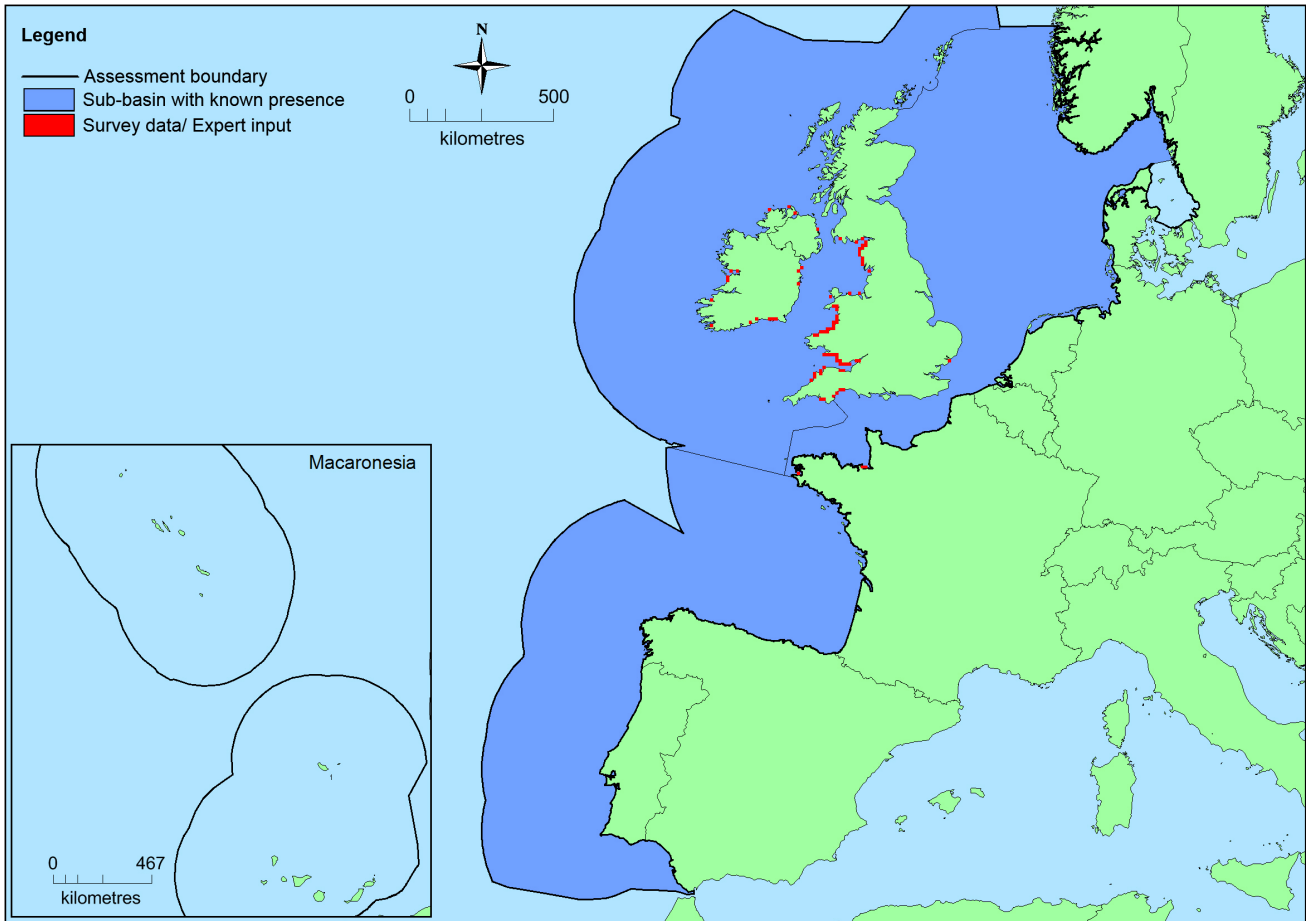 Legend
Assessment boundary
Sub-basin with known presence
Survey data/ Expert input
N
0 500
kilometres
Macaronesia
0 467
kilometres